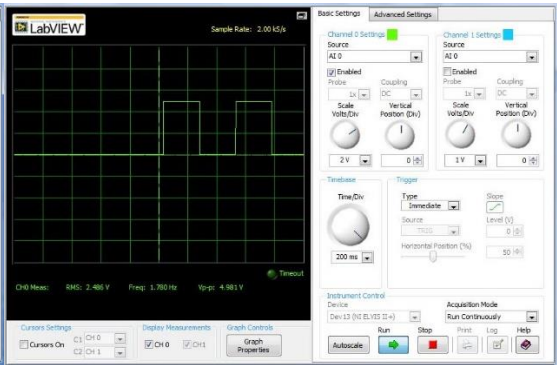 LabVIEW
Sample Rate: 2.00 kS/s
Timeout
CH0 Meas: RMS: 2.486 V Freq: 1.780 Hz Vp-p: 4.981 V
Cursors Settings
Cursors On
C1 CH 0
C2 CH 1
Display Measurements
CH 0
CH1
Graph Controls
Graph
Properties
Basic Settings
Advanced Settings
Channel 0 Settings
Source
AI 0
Enabled
Probe
Coupling
1x
DC
Scale
Volts/Div
Vertical
Position (Div)
2 V
0
Channel 1 Settings
Source
AI 0
Enabled
Probe
Coupling
1x
DC
Scale
Volts/Div
Vertical
Position (Div)
1 V
0
Timebase
Time/Div
200 ms
Trigger
Type
Immediate
Slope
Source
TRIG
Level (V)
0
Horizontal Position (%)
50
Instrument Control
Device
Dev13 (NI ELVIS II+)
Acquisition Mode
Run Continuously
Autoscale
Run
Stop
Print
Log
Help